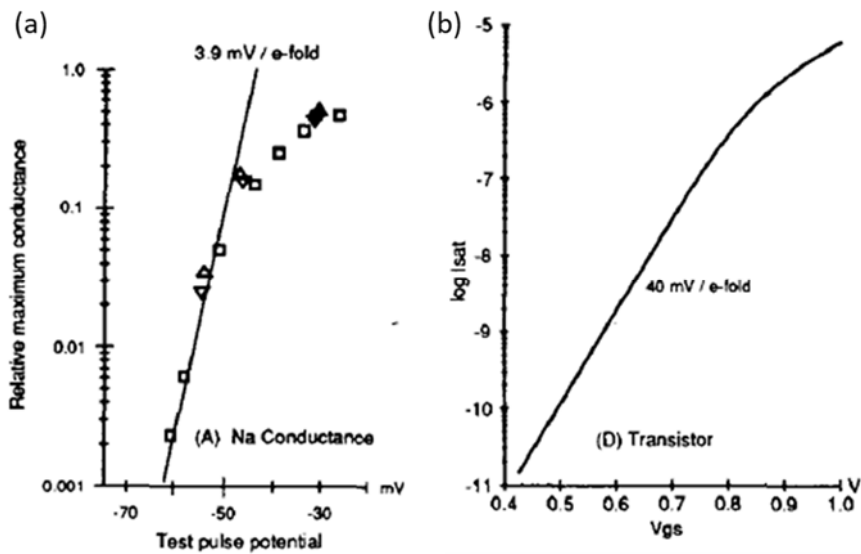 (a)
3.9 mV / e-fold
1.0
0.1
0.01
0.001
Relative maximum conductance
(A) Na Conductance
-70
-50
-30
mV
Test pulse potential
(b)
-5
-6
-7
-8
-9
-10
-11
log Isat
40 mV / e-fold
(D) Transistor
0.4
0.5
0.6
0.7
0.8
0.9
1.0
V
Vgs